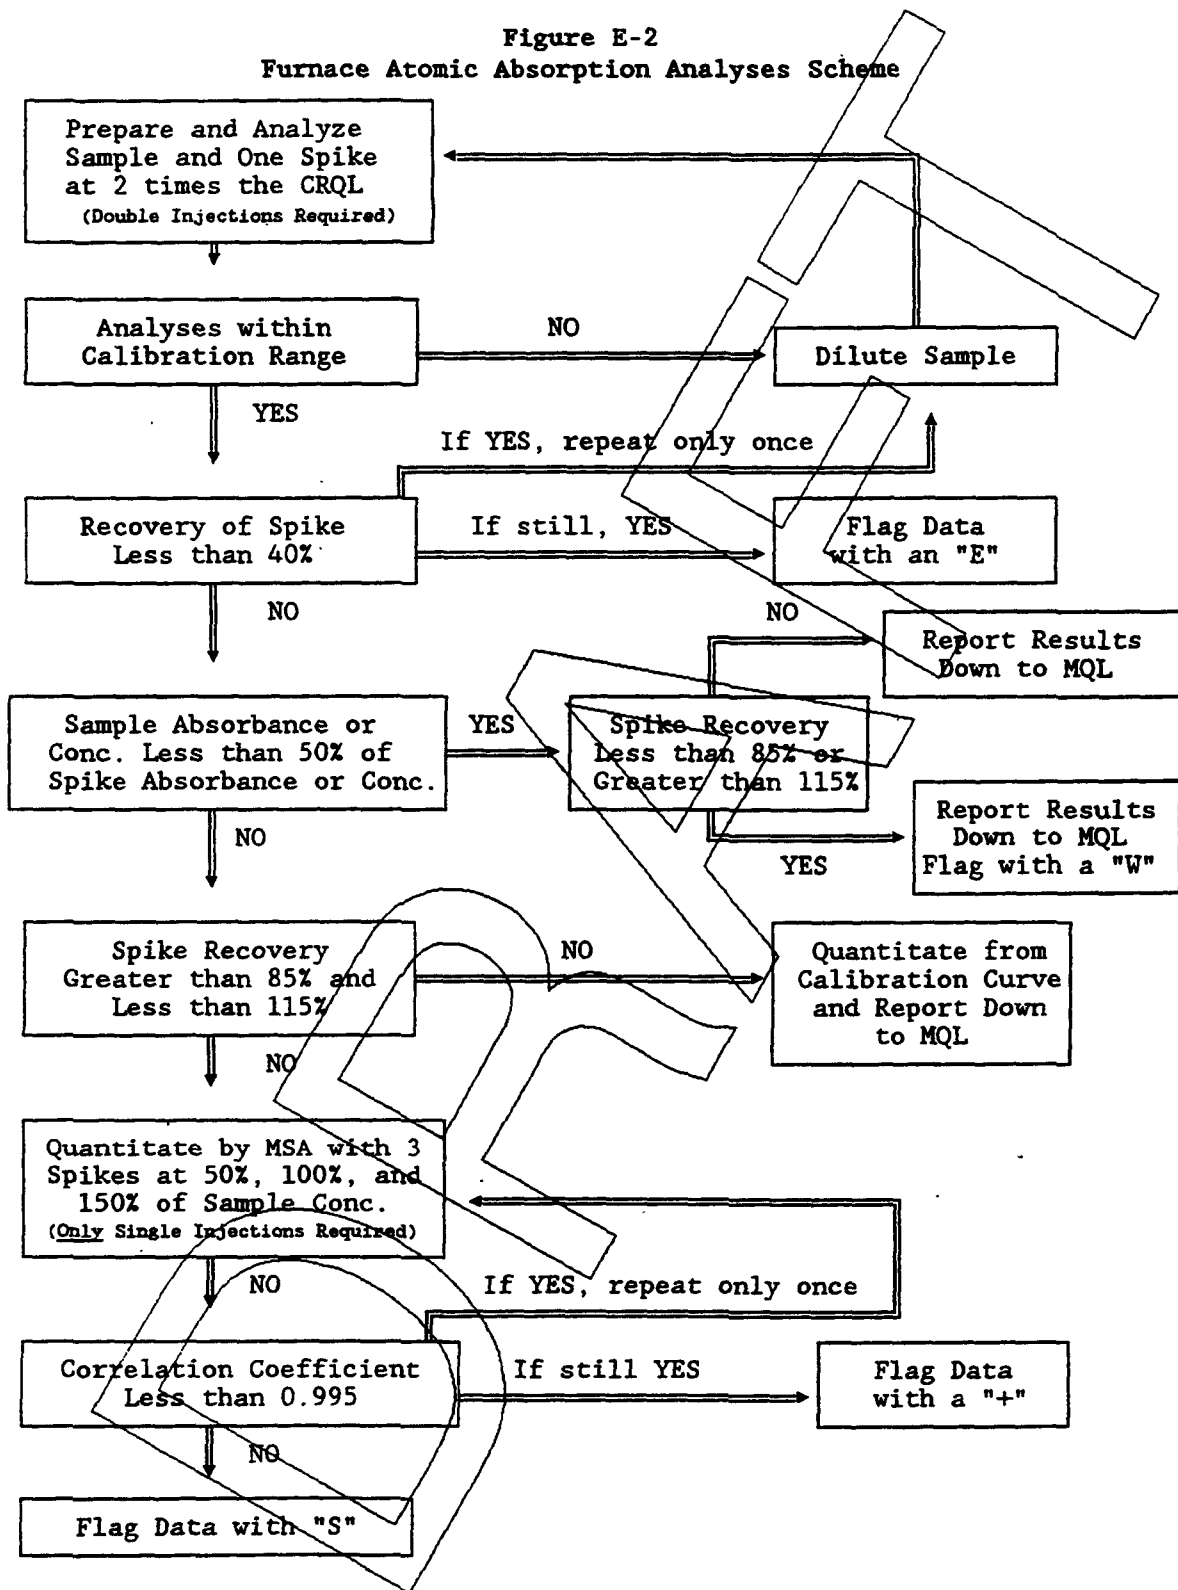 Figure E-2
Furnace Atomic Absorption Analyses Scheme
Prepare and Analyze
Sample and One Spike
at 2 times the CRQL
(Double Injections Required)
Analyses within
Calibration Range
NO
Dilute Sample
YES
If YES, repeat only once
Recovery of Spike
Less than 40%
If still, YES
Flag Data
with an "E"
NO
NO
Report Results
Down to MQL
Sample Absorbance or
Conc. Less than 50% of
Spike Absorbance or Conc.
YES
Spike Recovery
Less than 85% or
Greater than 115%
NO
YES
Report Results
Down to MQL
Flag with a "W"
Spike Recovery
Greater than 85% and
Less than 115%
NO
Quantitate from
Calibration Curve
and Report Down
to MQL
NO
Quantitate by MSA with 3
Spikes at 50%, 100%, and
150% of Sample Conc.
(Only Single Injections Required)
NO
If YES, repeat only once
Correlation Coefficient
Less than 0.995
If still YES
Flag Data
with a "+"
NO
Flag Data with "S"
DRAFT